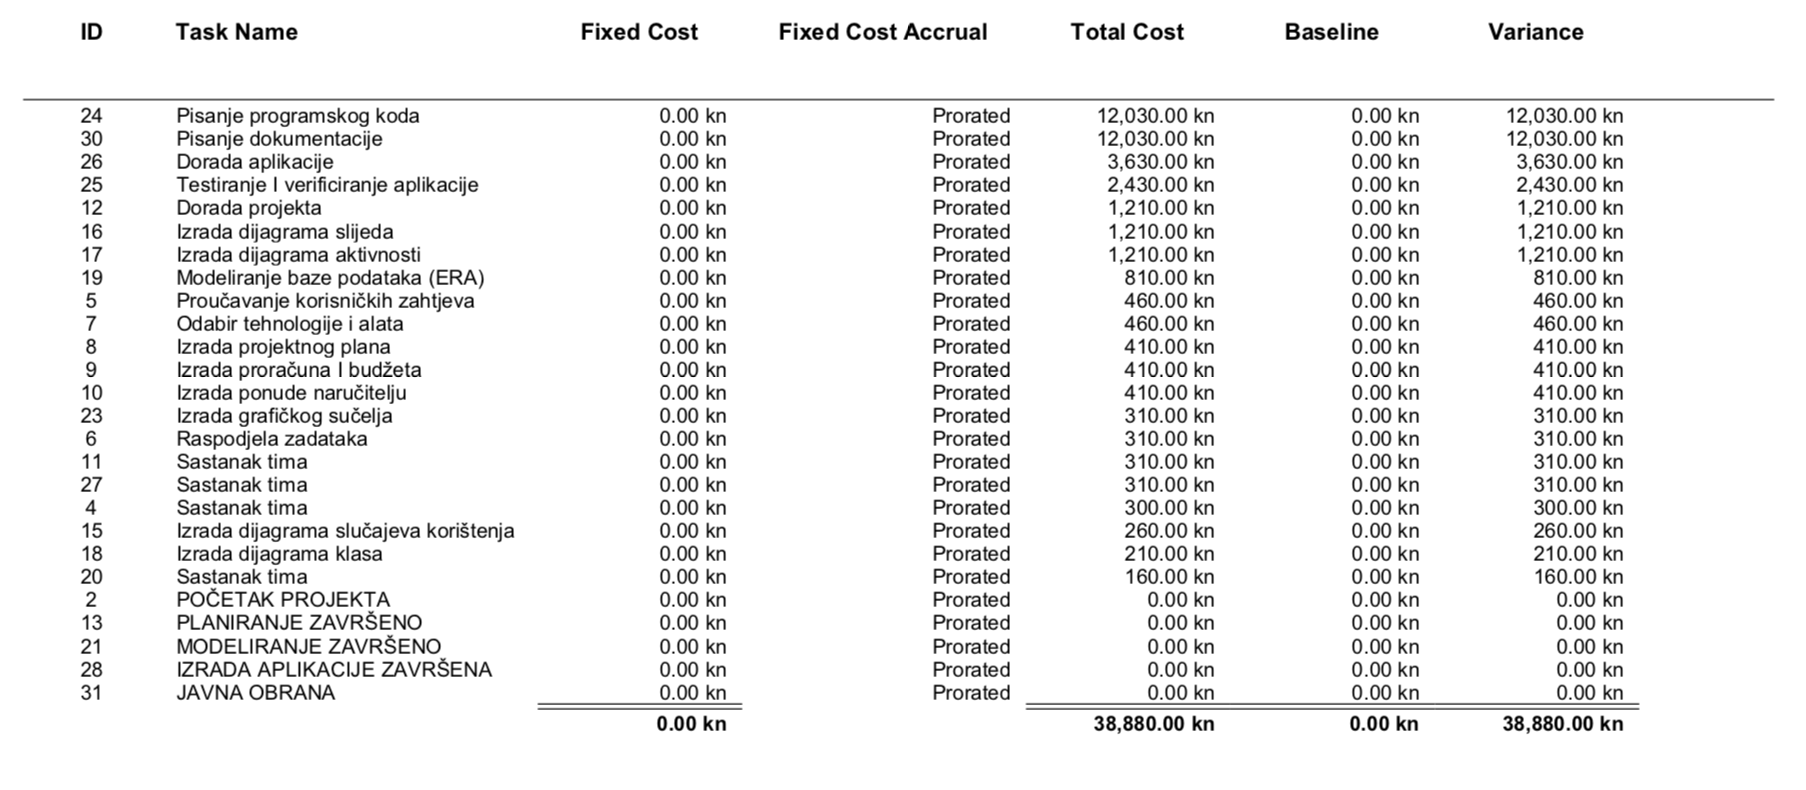 ID Task Name Fixed Cost Fixed Cost Accrual Total Cost Baseline Variance
24 Pisanje programskog koda 0.00 kn Prorated 12,030.00 kn 0.00 kn 12,030.00 kn
30 Pisanje dokumentacije 0.00 kn Prorated 12,030.00 kn 0.00 kn 12,030.00 kn
26 Dorada aplikacije 0.00 kn Prorated 3,630.00 kn 0.00 kn 3,630.00 kn
25 Testiranje I verificiranje aplikacije 0.00 kn Prorated 2,430.00 kn 0.00 kn 2,430.00 kn
12 Dorada projekta 0.00 kn Prorated 1,210.00 kn 0.00 kn 1,210.00 kn
16 Izrada dijagrama slijeda 0.00 kn Prorated 1,210.00 kn 0.00 kn 1,210.00 kn
17 Izrada dijagrama aktivnosti 0.00 kn Prorated 1,210.00 kn 0.00 kn 1,210.00 kn
19 Modeliranje baze podataka (ERA) 0.00 kn Prorated 810.00 kn 0.00 kn 810.00 kn
5 Proučavanje korisničkih zahtjeva 0.00 kn Prorated 460.00 kn 0.00 kn 460.00 kn
7 Odabir tehnologije i alata 0.00 kn Prorated 460.00 kn 0.00 kn 460.00 kn
8 Izrada projektnog plana 0.00 kn Prorated 410.00 kn 0.00 kn 410.00 kn
9 Izrada proračuna I budžeta 0.00 kn Prorated 410.00 kn 0.00 kn 410.00 kn
10 Izrada ponude naručitelju 0.00 kn Prorated 410.00 kn 0.00 kn 410.00 kn
23 Izrada grafičkog sučelja 0.00 kn Prorated 310.00 kn 0.00 kn 310.00 kn
6 Raspodjela zadataka 0.00 kn Prorated 310.00 kn 0.00 kn 310.00 kn
11 Sastanak tima 0.00 kn Prorated 310.00 kn 0.00 kn 310.00 kn
27 Sastanak tima 0.00 kn Prorated 310.00 kn 0.00 kn 310.00 kn
4 Sastanak tima 0.00 kn Prorated 300.00 kn 0.00 kn 300.00 kn
15 Izrada dijagrama slučajeva korištenja 0.00 kn Prorated 260.00 kn 0.00 kn 260.00 kn
18 Izrada dijagrama klasa 0.00 kn Prorated 210.00 kn 0.00 kn 210.00 kn
20 Sastanak tima 0.00 kn Prorated 160.00 kn 0.00 kn 160.00 kn
2 POČETAK PROJEKTA 0.00 kn Prorated 0.00 kn 0.00 kn 0.00 kn
13 PLANIRANJE ZAVRŠENO 0.00 kn Prorated 0.00 kn 0.00 kn 0.00 kn
21 MODELIRANJE ZAVRŠENO 0.00 kn Prorated 0.00 kn 0.00 kn 0.00 kn
28 IZRADA APLIKACIJE ZAVRŠENA 0.00 kn Prorated 0.00 kn 0.00 kn 0.00 kn
31 JAVNA OBRANA 0.00 kn Prorated 0.00 kn 0.00 kn 0.00 kn
0.00 kn 38,880.00 kn 0.00 kn 38,880.00 kn